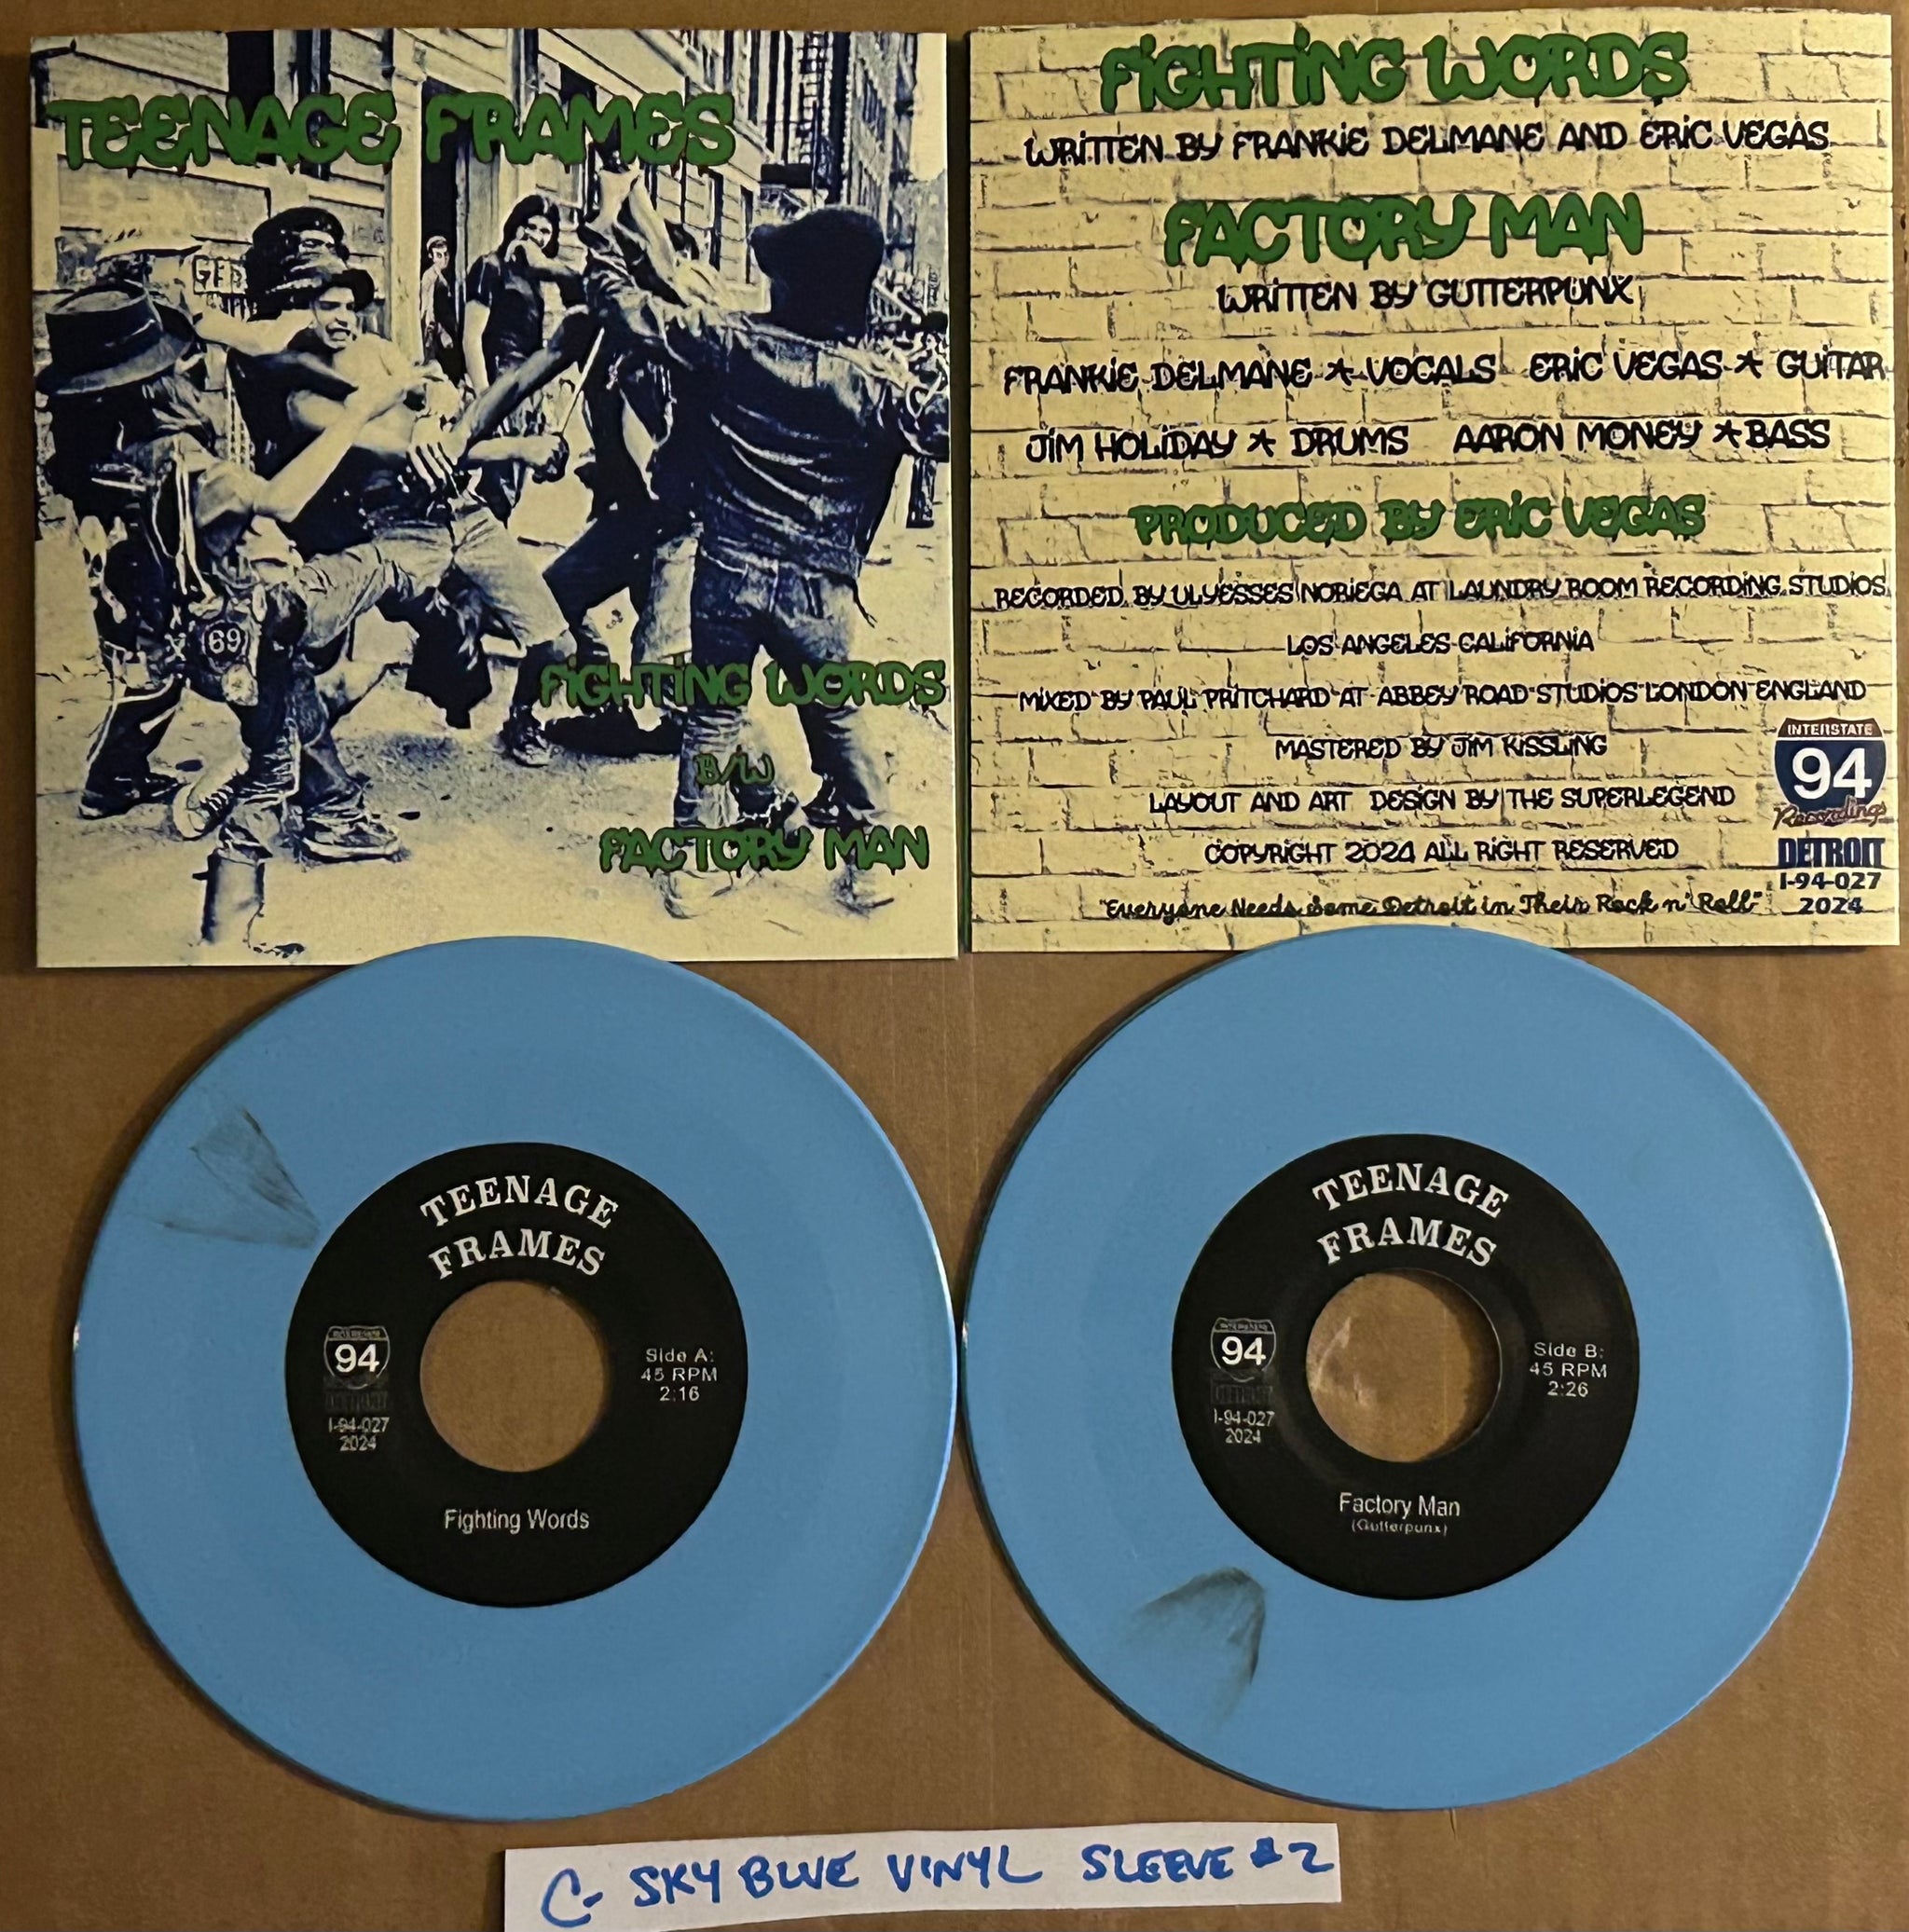 TEENAGE FRAMES
GER
69
FiGHTiNG WORDS
B/W
FACTORY MAN
FiGHTiNG WORDS
WRiTTEN BY FRANKiE DELMANE AND ERiC VEGAS
FACTORY MAN
WRiTTEN BY GUTTERPUNX
FRANKiE DELMANE * VOCALS ERiC VEGAS * GUiTAR
JiM HOLiDAY * DRUMS AARON MONEY * BASS
PRODUCED BY ERiC VEGAS
RECORDED BY ULYESSES NORiEGA AT LAUNDRY ROOM RECORDiNG STUDiOS
LOS ANGELES CALiFORNiA
MiXED BY PAUL PRiTCHARD AT ABBEY ROAD STUDiOS LONDON ENGLAND
MASTERED BY JiM KiSSLiNG
LAYOUT AND ART DESiGN BY THE SUPERLEGEND
COPYRiGHT 2024 ALL RiGHT RESERVED
"Everyone Needs Some Detroit in Their Rock n' Roll"
INTERSTATE
94
Recordings
DETROIT
I-94-027
2024
TEENAGE
FRAMES
94
DETROIT
I-94-027
2024
Side A:
45 RPM
2:16
Fighting Words
TEENAGE
FRAMES
94
DETROIT
I-94-027
2024
Side B:
45 RPM
2:26
Factory Man
(Gutterpunx)
C- SKY BLUE VINYL SLEEVE #2